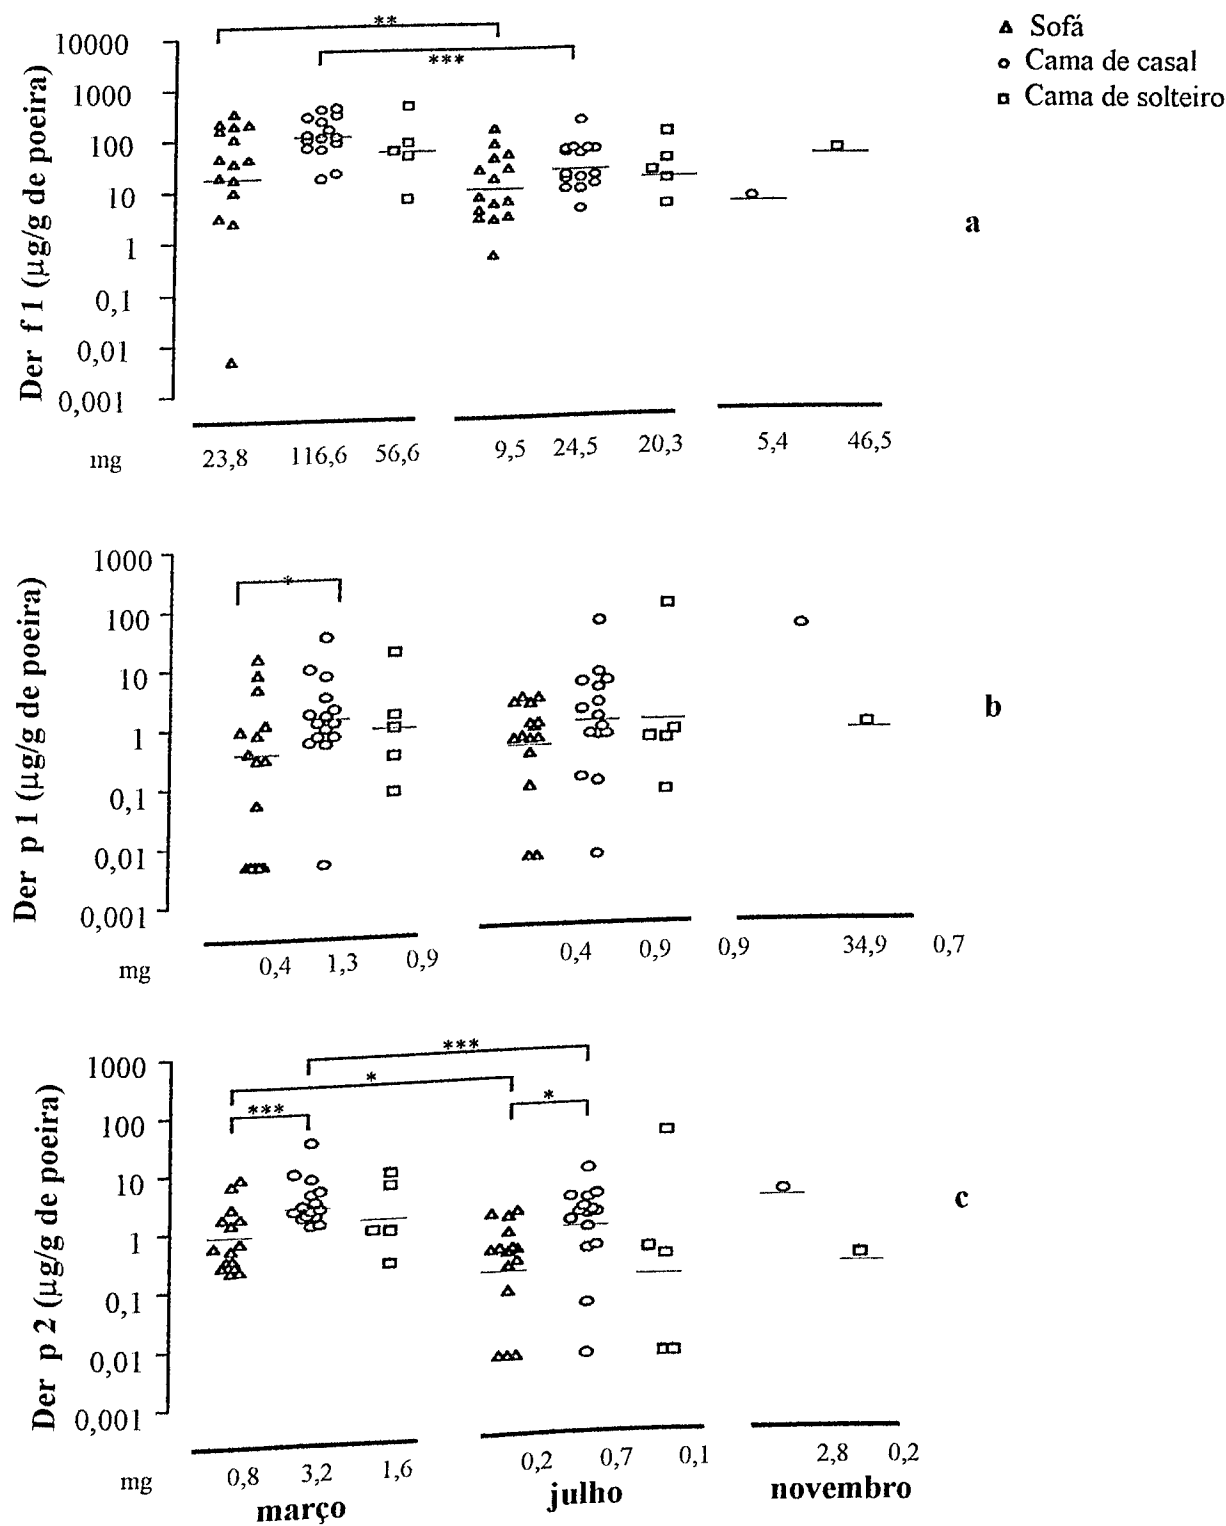 Sofá
Cama de casal
Cama de solteiro
**
***
10000
1000
100
10
1
0,1
0,01
0,001
Der f 1 (µg/g de poeira)
a
mg 23,8 116,6 56,6 9,5 24,5 20,3 5,4 46,5
*
1000
100
10
1
0,1
0,01
0,001
Der p 1 (µg/g de poeira)
b
mg 0,4 1,3 0,9 0,4 0,9 0,9 34,9 0,7
***
*
*
***
1000
100
10
1
0,1
0,01
0,001
Der p 2 (µg/g de poeira)
c
mg 0,8 3,2 1,6 0,2 0,7 0,1 2,8 0,2
março julho novembro